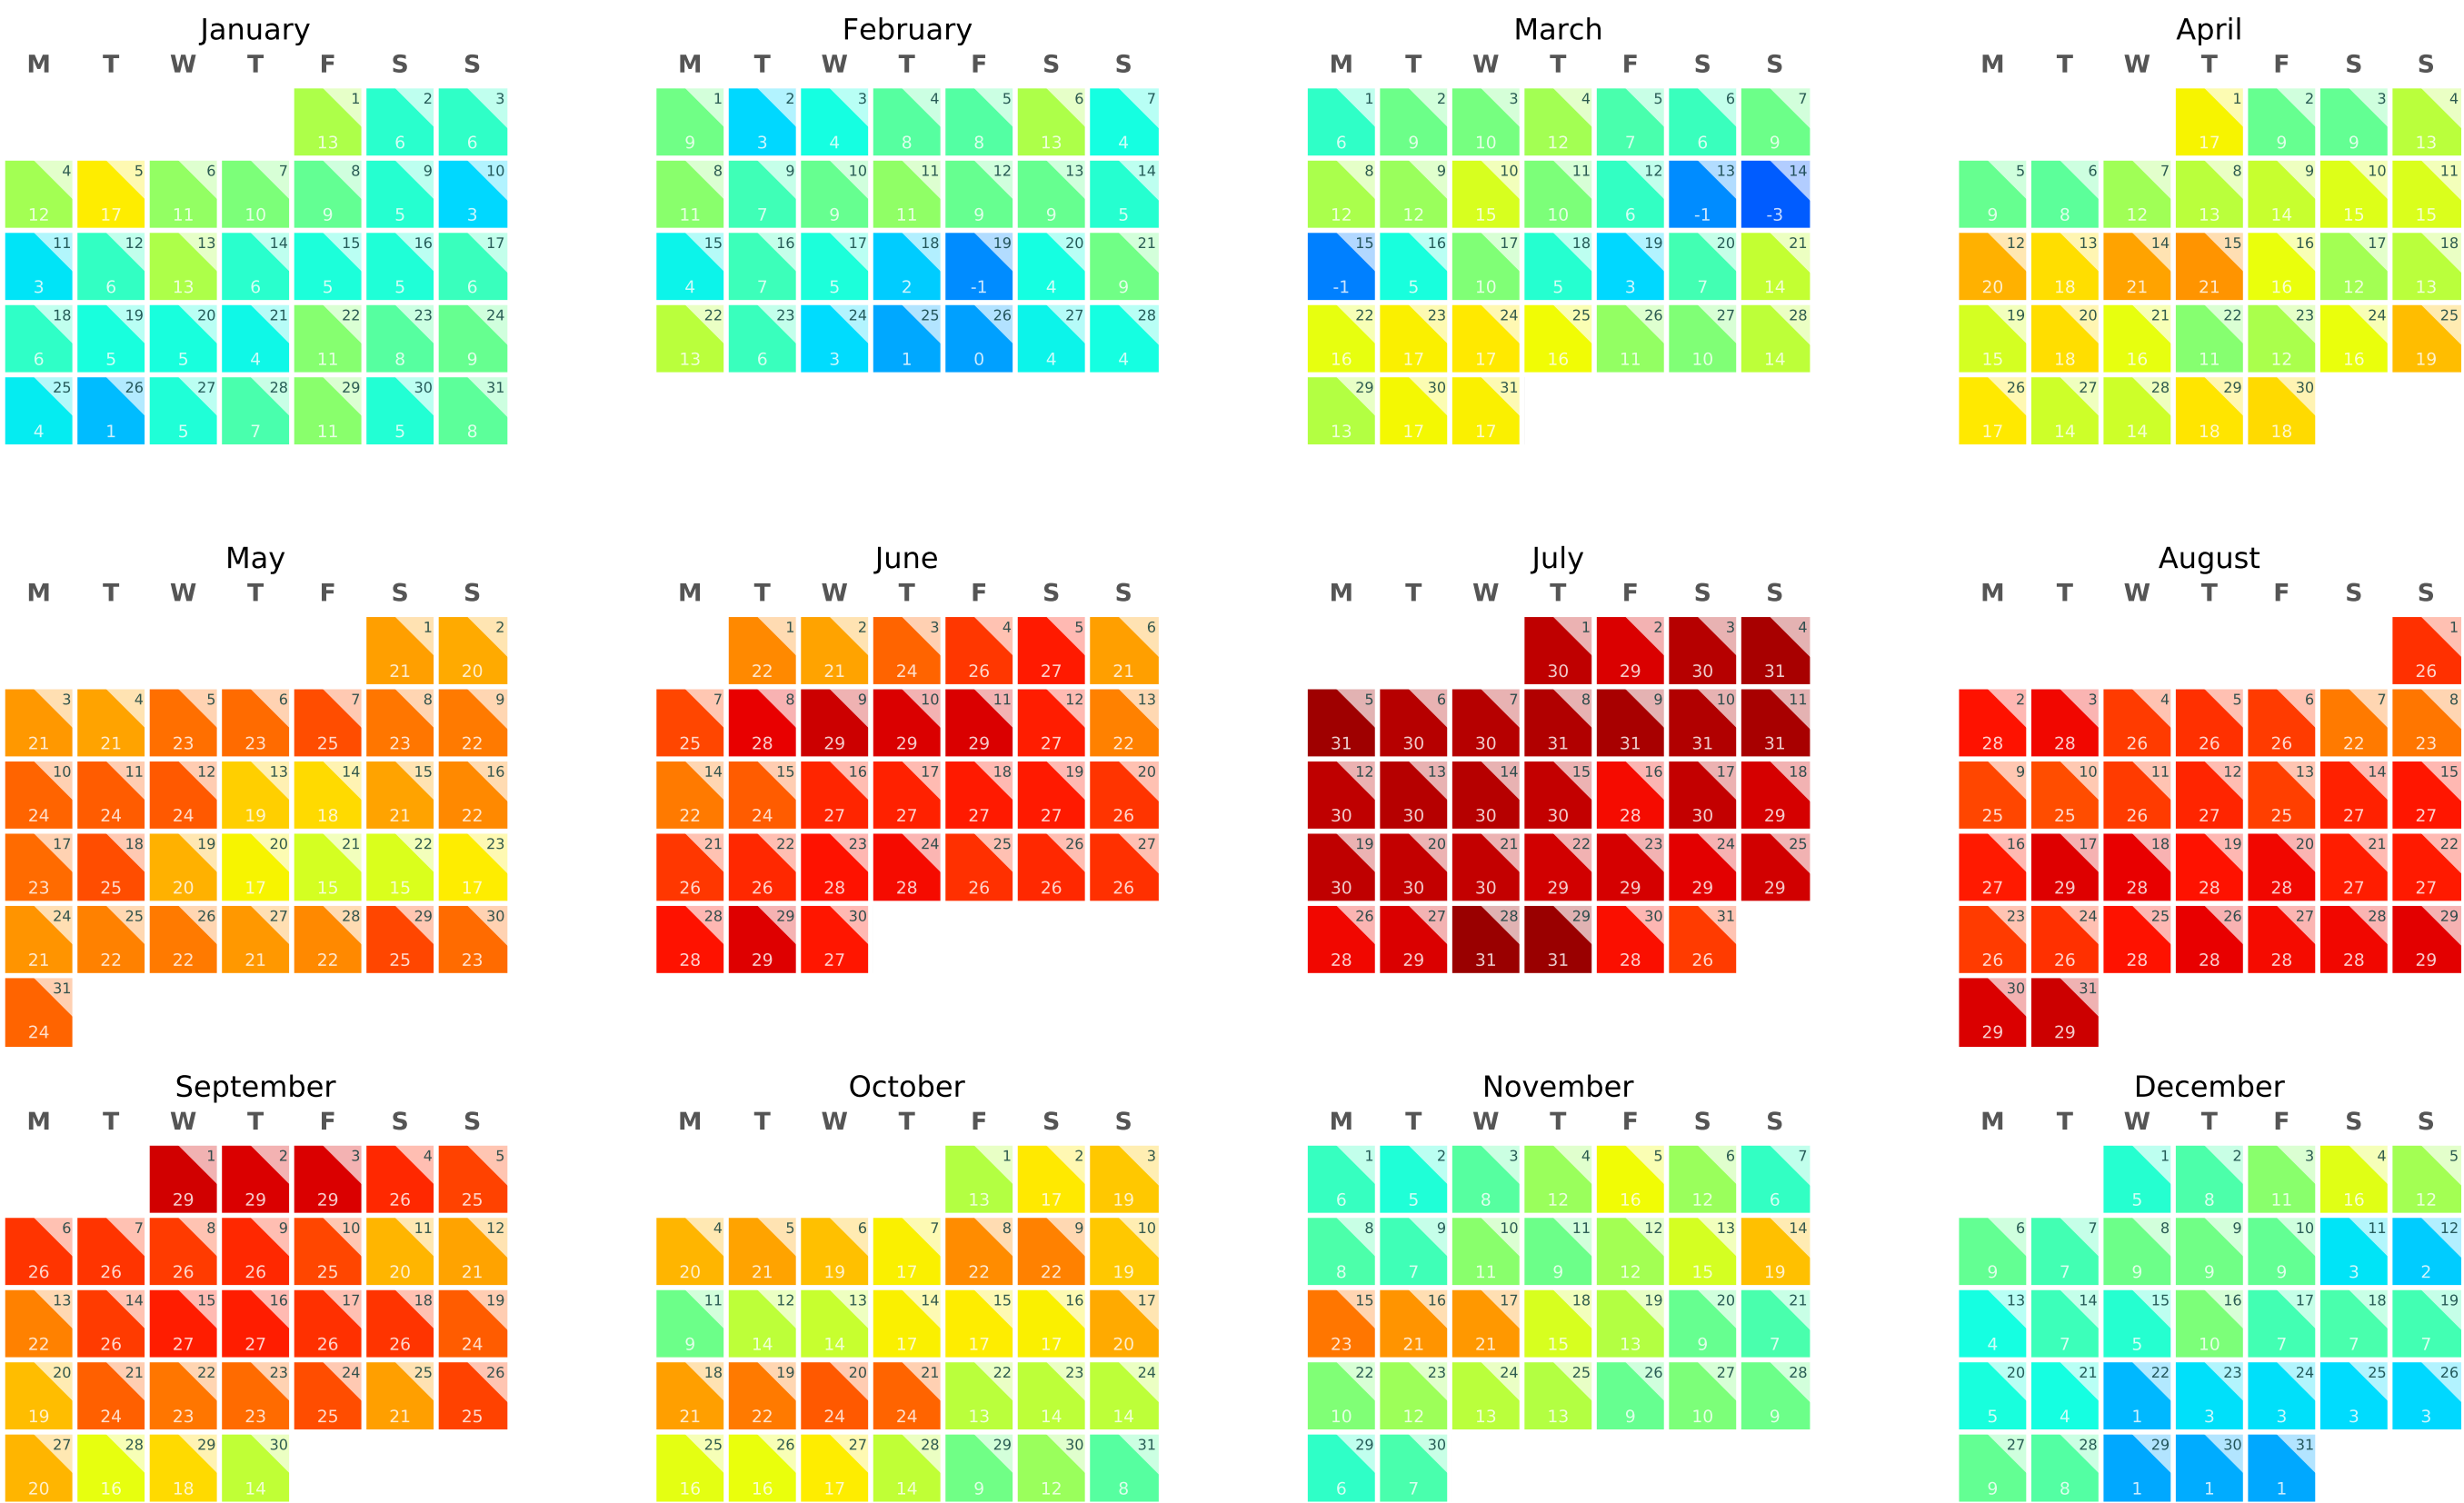 January February March April
M T W T F S S M T W T F S S M T W T F S S M T W T F S S
1 2 3 1 2 3 4 5 6 7 1 2 3 4 5 6 7 1 2 3 4
13 6 6 9 3 4 8 8 13 4 6 9 10 12 7 6 9 17 9 9 13
4 5 6 7 8 9 10 8 9 10 11 12 13 14 8 9 10 11 12 13 14 5 6 7 8 9 10 11
12 17 11 10 9 5 3 11 7 9 11 9 9 5 12 12 15 10 6 -1 -3 9 8 12 13 14 15 15
11 12 13 14 15 16 17 15 16 17 18 19 20 21 15 16 17 18 19 20 21 12 13 14 15 16 17 18
3 6 13 6 5 5 6 4 7 5 2 -1 4 9 -1 5 10 5 3 7 14 20 18 21 21 16 12 13
18 19 20 21 22 23 24 22 23 24 25 26 27 28 22 23 24 25 26 27 28 19 20 21 22 23 24 25
6 5 5 4 11 8 9 13 6 3 1 0 4 4 16 17 17 16 11 10 14 15 18 16 11 12 16 19
25 26 27 28 29 30 31 29 30 31 26 27 28 29 30
4 1 5 7 11 5 8 13 17 17 17 14 14 18 18
May June July August
M T W T F S S M T W T F S S M T W T F S S M T W T F S S
1 2 1 2 3 4 5 6 1 2 3 4 1
21 20 22 21 24 26 27 21 30 29 30 31 26
3 4 5 6 7 8 9 7 8 9 10 11 12 13 5 6 7 8 9 10 11 2 3 4 5 6 7 8
21 21 23 23 25 23 22 25 28 29 29 29 27 22 31 30 30 31 31 31 31 28 28 26 26 26 22 23
10 11 12 13 14 15 16 14 15 16 17 18 19 20 12 13 14 15 16 17 18 9 10 11 12 13 14 15
24 24 24 19 18 21 22 22 24 27 27 27 27 26 30 30 30 30 28 30 29 25 25 26 27 25 27 27
17 18 19 20 21 22 23 21 22 23 24 25 26 27 19 20 21 22 23 24 25 16 17 18 19 20 21 22
23 25 20 17 15 15 17 26 26 28 28 26 26 26 30 30 30 29 29 29 29 27 29 28 28 28 27 27
24 25 26 27 28 29 30 28 29 30 26 27 28 29 30 31 23 24 25 26 27 28 29
21 22 22 21 22 25 23 28 29 27 28 29 31 31 28 26 26 26 28 28 28 28 29
31 30 31
24 29 29
September October November December
M T W T F S S M T W T F S S M T W T F S S M T W T F S S
1 2 3 4 5 1 2 3 1 2 3 4 5 6 7 1 2 3 4 5
29 29 29 26 25 13 17 19 6 5 8 12 16 12 6 5 8 11 16 12
6 7 8 9 10 11 12 4 5 6 7 8 9 10 8 9 10 11 12 13 14 6 7 8 9 10 11 12
26 26 26 26 25 20 21 20 21 19 17 22 22 19 8 7 11 9 12 15 19 9 7 9 9 9 3 2
13 14 15 16 17 18 19 11 12 13 14 15 16 17 15 16 17 18 19 20 21 13 14 15 16 17 18 19
22 26 27 27 26 26 24 9 14 14 17 17 17 20 23 21 21 15 13 9 7 4 7 5 10 7 7 7
20 21 22 23 24 25 26 18 19 20 21 22 23 24 22 23 24 25 26 27 28 20 21 22 23 24 25 26
19 24 23 23 25 21 25 21 22 24 24 13 14 14 10 12 13 13 9 10 9 5 4 1 3 3 3 3
27 28 29 30 25 26 27 28 29 30 31 29 30 27 28 29 30 31
20 16 18 14 16 16 17 14 9 12 8 6 7 9 8 1 1 1